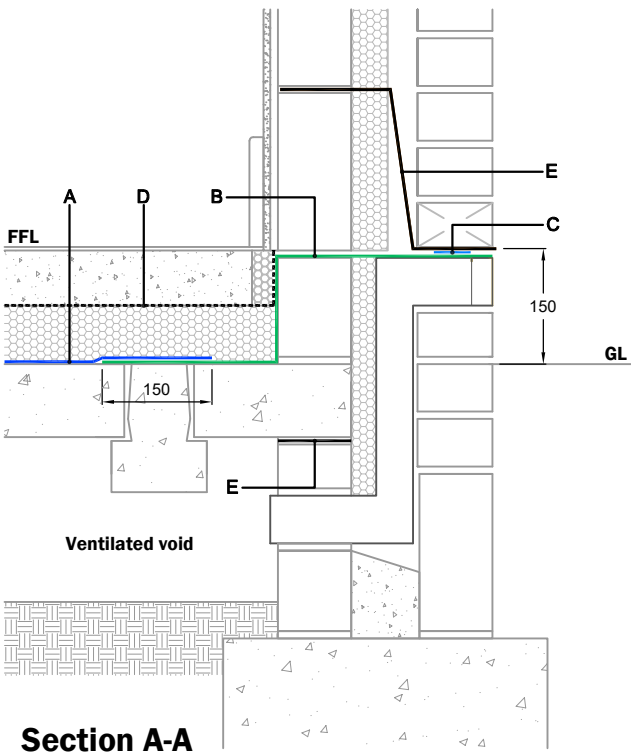 E
A
D
B
C
FFL
150
GL
150
E
Ventilated void
Section A-A